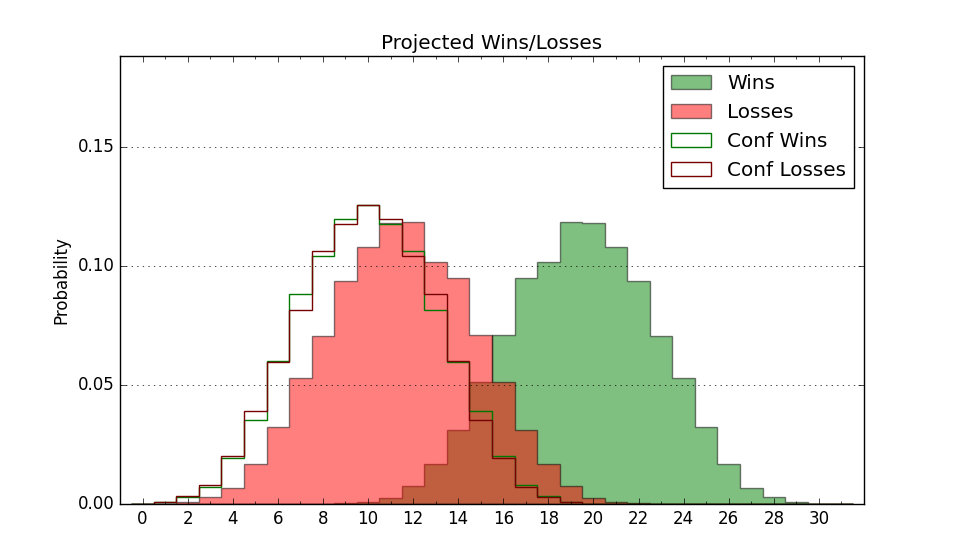 Projected Wins/Losses
Wins
Losses
Conf Wins
Conf Losses
Probability
0.15
0.10
0.05
0.00
0 2 4 6 8 10 12 14 16 18 20 22 24 26 28 30